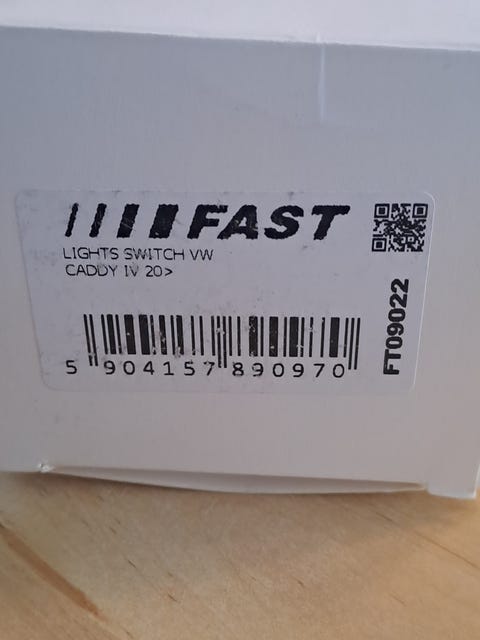 FAST
LIGHTS SWITCH VW
CADDY IV 20>
5 904157 890970
FT09022